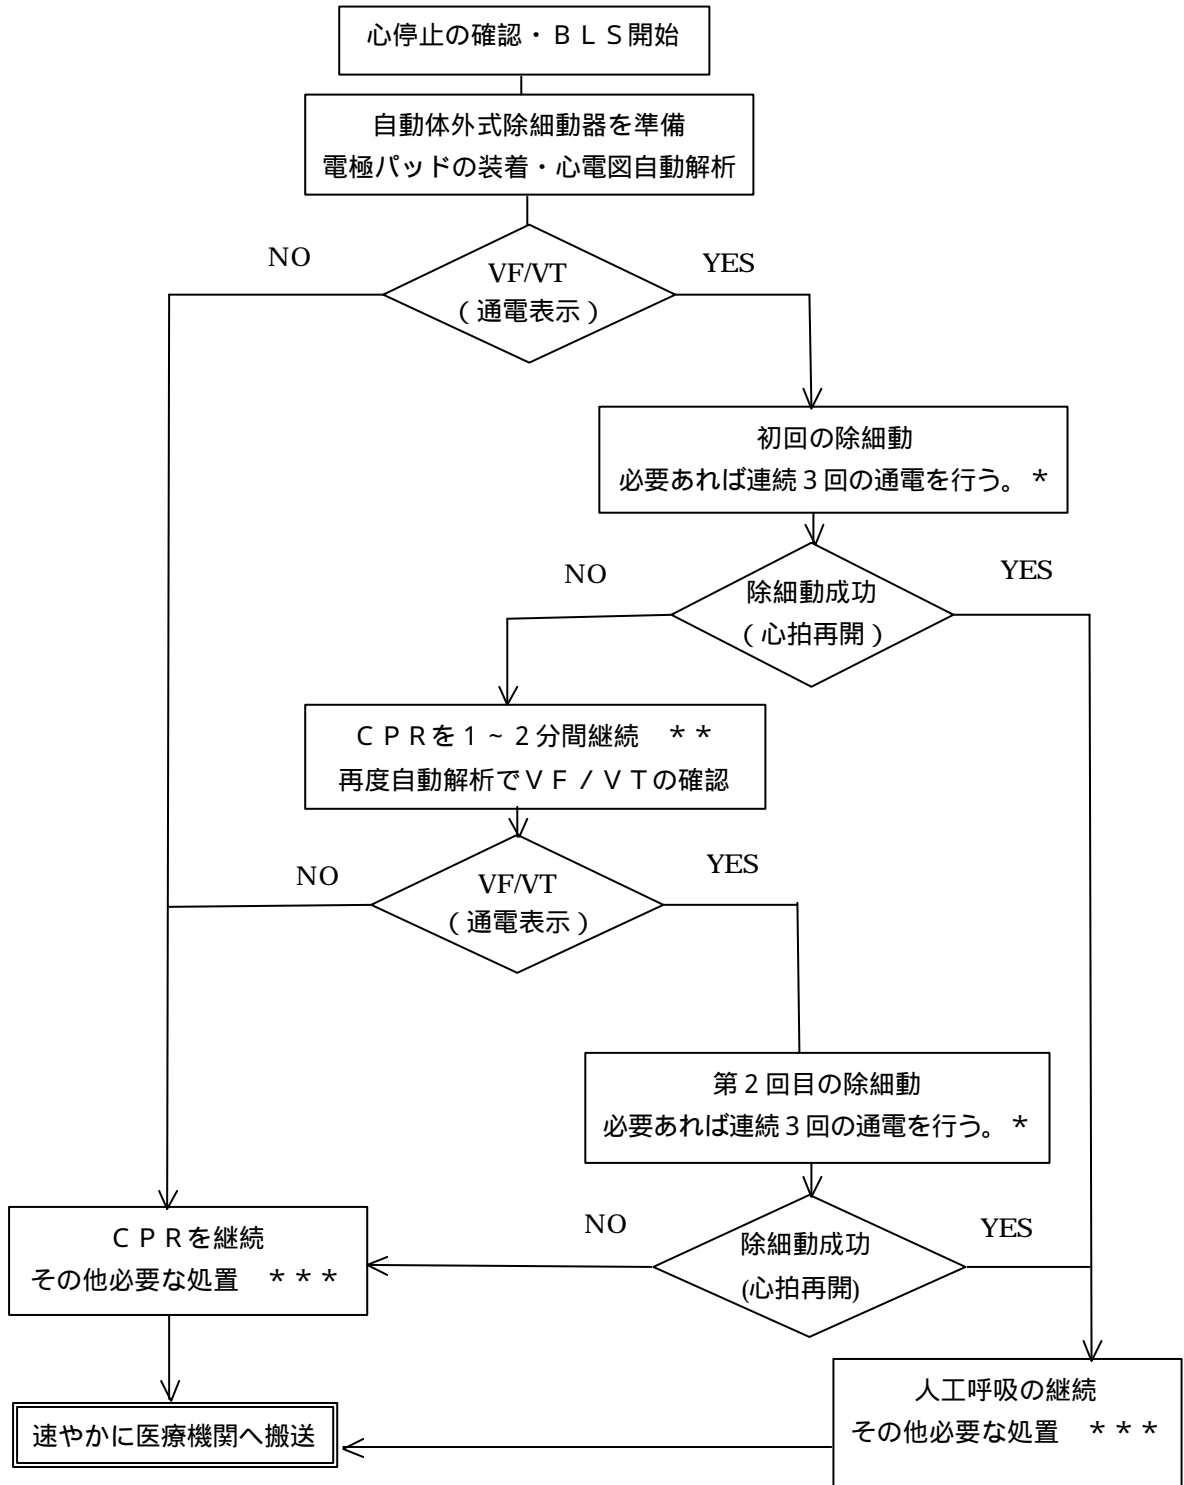 心停止の確認・ＢＬＳ開始
自動体外式除細動器を準備
電極パッドの装着・心電図自動解析
NO
YES
VF/VT
（通電表示）
初回の除細動
必要あれば連続３回の通電を行う。＊
NO
YES
除細動成功
（心拍再開）
ＣＰＲを１～２分間継続　＊＊
再度自動解析でＶＦ／ＶＴの確認
NO
YES
VF/VT
（通電表示）
第２回目の除細動
必要あれば連続３回の通電を行う。＊
NO
YES
除細動成功
(心拍再開)
ＣＰＲを継続
その他必要な処置　＊＊＊
人工呼吸の継続
その他必要な処置　＊＊＊
速やかに医療機関へ搬送